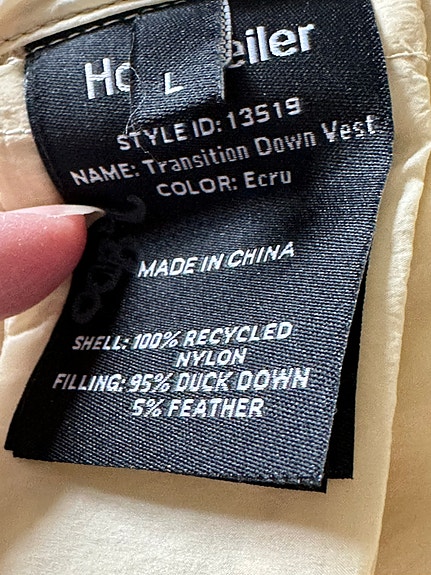 L
STYLE ID: 13519
NAME: Transition Down Vest
COLOR: Ecru
MADE IN CHINA
SHELL: 100% RECYCLED
NYLON
FILLING: 95% DUCK DOWN
5% FEATHER